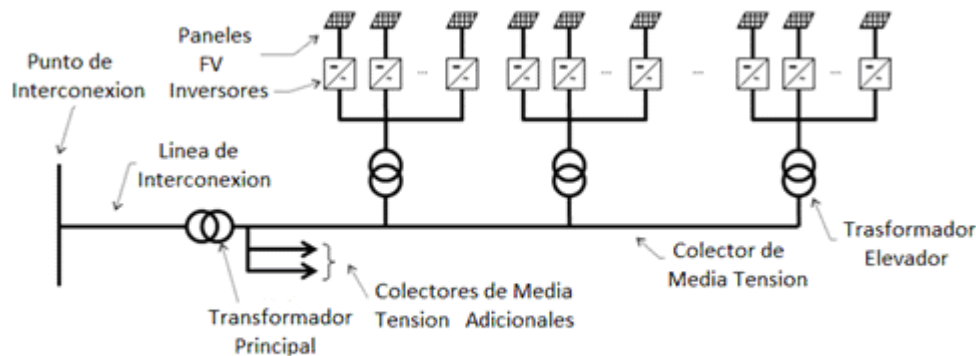 Paneles
FV
Inversores
Punto de
Interconexion
Linea de
Interconexion
Trasformador
Elevador
Colector de
Media Tension
Colectores de Media
Tension Adicionales
Transformador
Principal